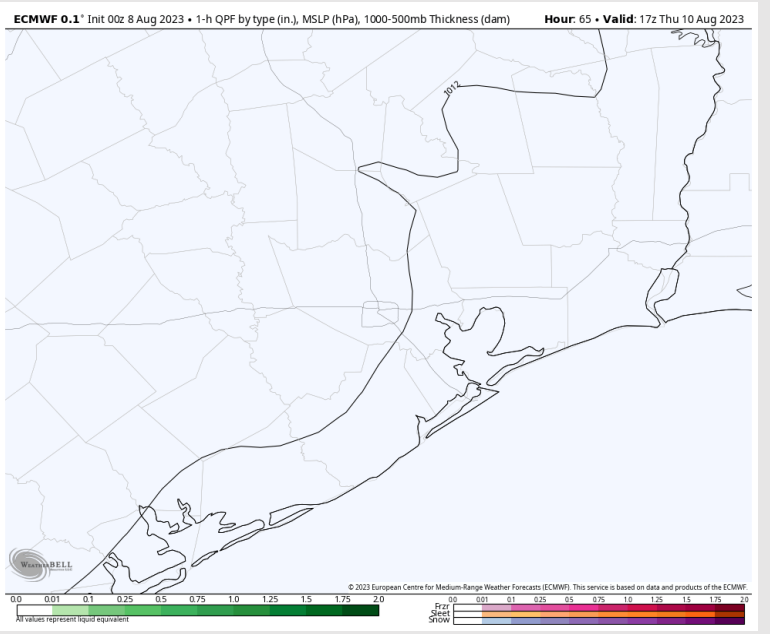 ECMWF 0.1° Init 00z 8 Aug 2023 • 1-h QPF by type (in.), MSLP (hPa), 1000-500mb Thickness (dam) Hour: 65 • Valid: 17z Thu 10 Aug 2023
1012
WEATHERBELL
© 2023 European Centre for Medium-Range Weather Forecasts (ECMWF). This service is based on data and products of the ECMWF.
0.0 0.01 0.1 0.25 0.5 0.75 1.0 1.25 1.5 1.75 2.0
All values represent liquid equivalent
0.0 0.01 0.1 0.25 0.5 0.75 1.0 1.25 1.5 1.75 2.0
Frzr
Sleet
Snow